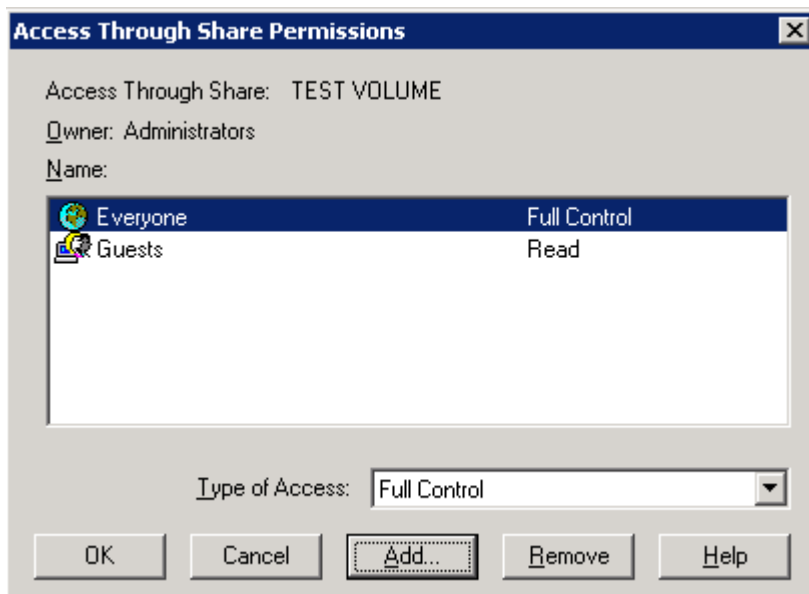 Access Through Share Permissions
Access Through Share: TEST VOLUME
Owner: Administrators
Name:
Everyone Full Control
Guests Read
Type of Access: Full Control
OK Cancel Add... Remove Help